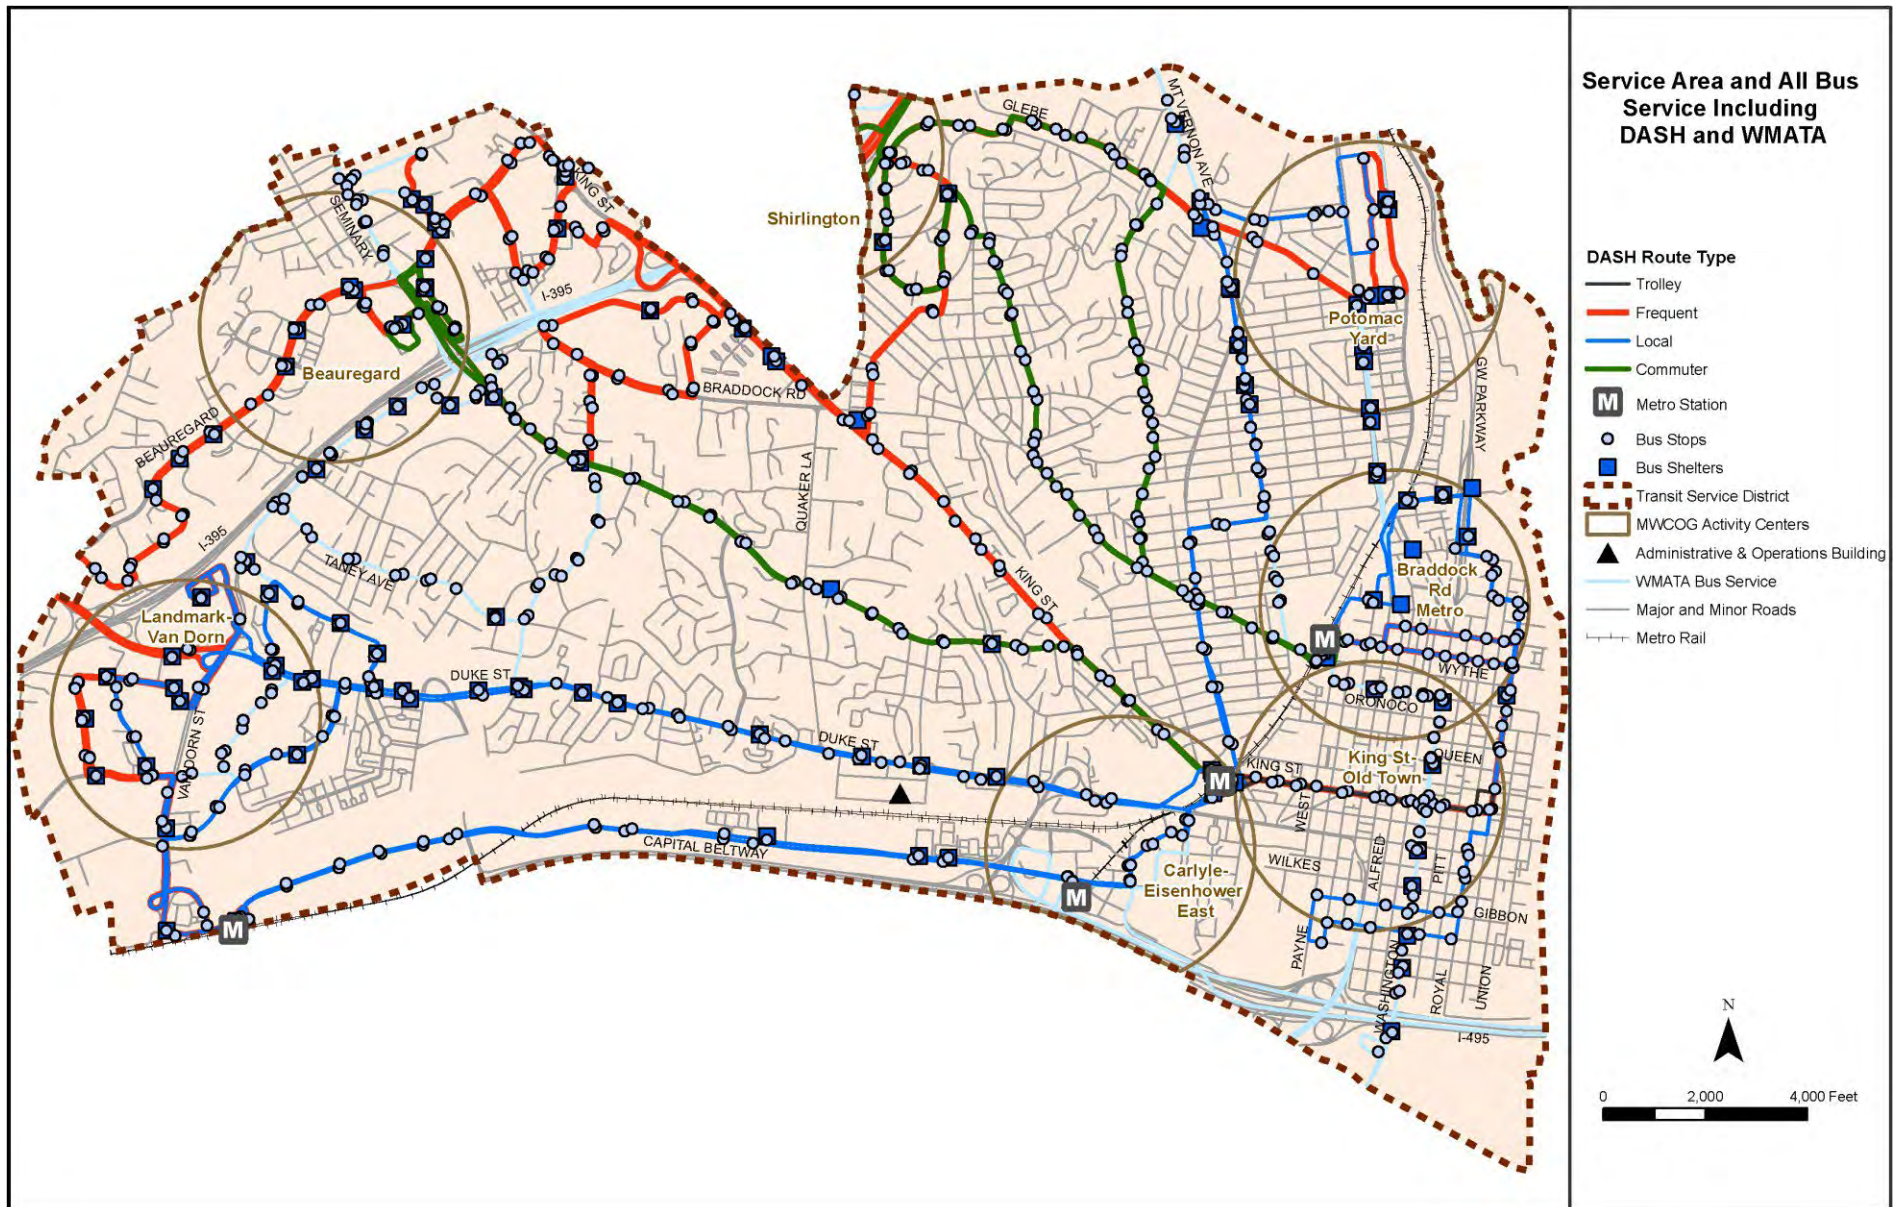 Service Area and All Bus
Service Including
DASH and WMATA
DASH Route Type
Trolley
Frequent
Local
Commuter
M Metro Station
Bus Stops
Bus Shelters
Transit Service District
MWCOG Activity Centers
Administrative & Operations Building
WMATA Bus Service
Major and Minor Roads
Metro Rail
N
0 2,000 4,000 Feet
GLEBE
MT VERNON AVE
KING ST
SEMINARY
Shirlington
I-395
Potomac
Yard
Beauregard
GW PARKWAY
BRADDOCK RD
BEAUREGARD
QUAKER LA
I-395
TANEY AVE
KING ST
Braddock
Rd
Metro
Landmark-
Van Dorn
M
WYTHE
DUKE ST
ORONOCO
VAN DORN ST
DUKE ST
QUEEN
King St-
Old Town
KING ST
M
WEST
CAPITAL BELTWAY
WILKES
ALFRED
PITT
Carlyle-
Eisenhower
East
M
GIBBON
M
PAYNE
WASHINGTON
ROYAL
UNION
I-495